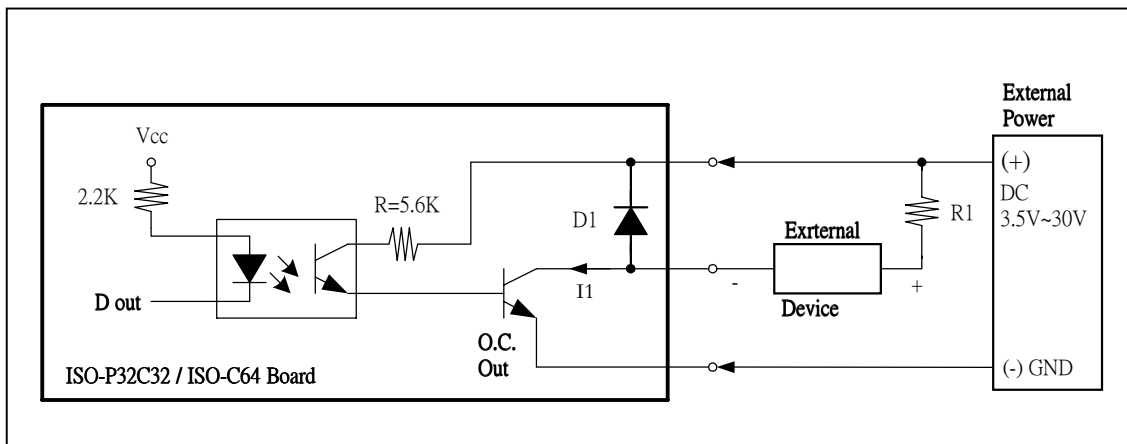 External
Power
Vcc
(+)
2.2K
R=5.6K
D1
R1
DC
3.5V~30V
Exrternal
D out
I1
-
+
Device
O.C.
Out
(-) GND
ISO-P32C32 / ISO-C64 Board